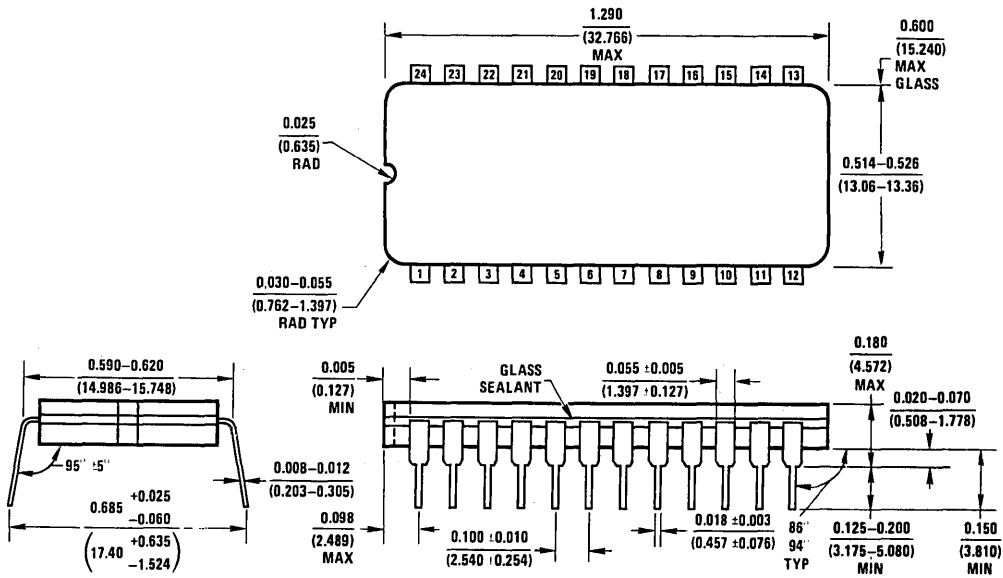 1.290
(32.766)
MAX
0.600
(15.240)
MAX
GLASS
24 23 22 21 20 19 18 17 16 15 14 13
0.025
(0.635)
RAD
0.514–0.526
(13.06–13.36)
1 2 3 4 5 6 7 8 9 10 11 12
0.030–0.055
(0.762–1.397)
RAD TYP
0.590–0.620
(14.986–15.748)
0.005
(0.127)
MIN
GLASS
SEALANT
0.055 ±0.005
(1.397 ±0.127)
0.180
(4.572)
MAX
0.020–0.070
(0.508–1.778)
95° ±5°
0.008–0.012
(0.203–0.305)
0.685 +0.025
-0.060
(17.40 +0.635
-1.524)
0.098
(2.489)
MAX
0.100 ±0.010
(2.540 ±0.254)
0.018 ±0.003
(0.457 ±0.076)
86°
94°
TYP
0.125–0.200
(3.175–5.080)
MIN
0.150
(3.810)
MIN